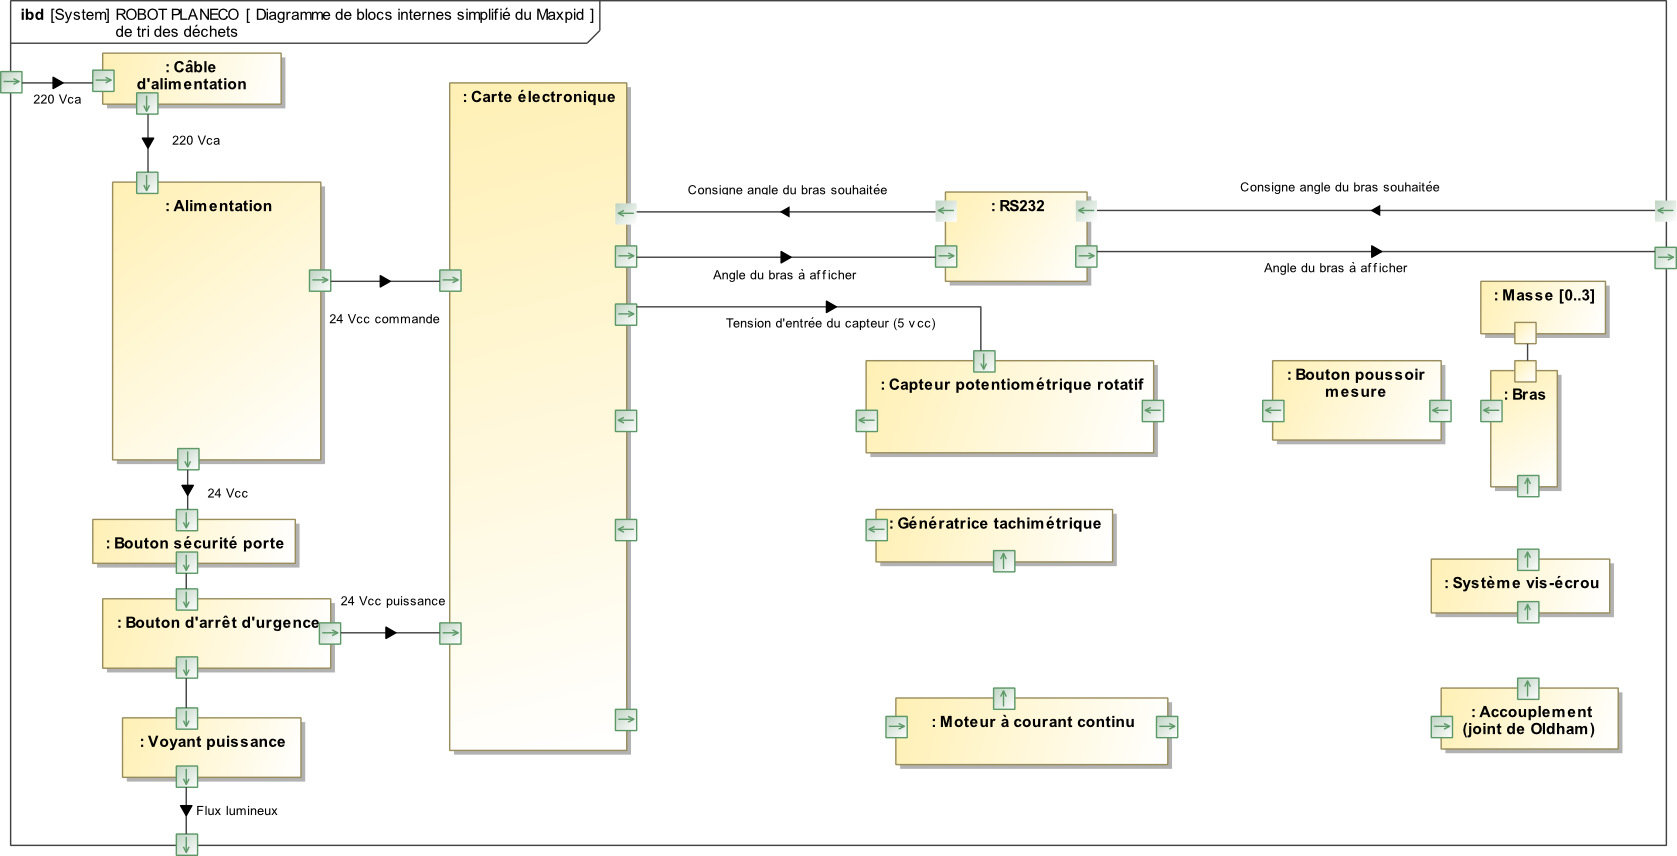 ibd [System] ROBOT PLANECO [ Diagramme de blocs internes simplifié du Maxpid ]
de tri des déchets
: Câble
d'alimentation
220 Vca
220 Vca
: Alimentation
24 Vcc commande
24 Vcc
: Bouton sécurité porte
: Bouton d'arrêt d'urgence
24 Vcc puissance
: Voyant puissance
Flux lumineux
: Carte électronique
Consigne angle du bras souhaitée
Angle du bras à afficher
Tension d'entrée du capteur (5 vcc)
: RS232
Consigne angle du bras souhaitée
Angle du bras à afficher
: Capteur potentiométrique rotatif
: Bouton poussoir
mesure
: Masse [0..3]
: Bras
: Génératrice tachimétrique
: Système vis-écrou
: Moteur à courant continu
: Accouplement
(joint de Oldham)